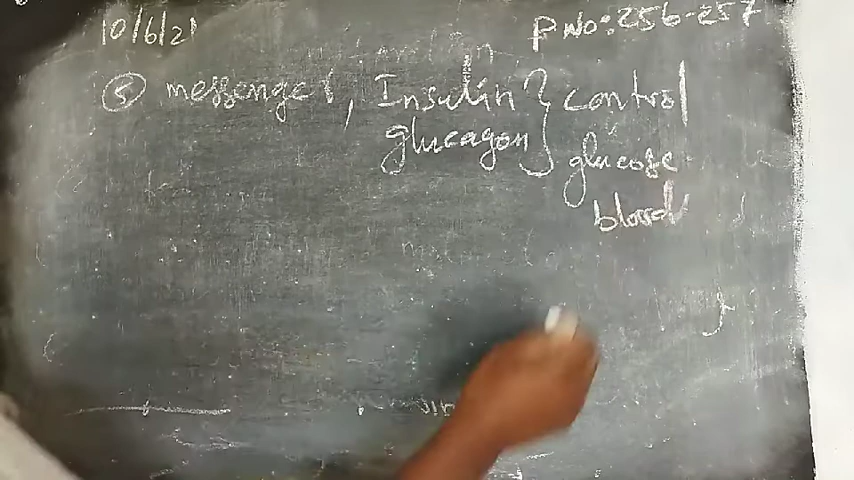 10/6/21
P NO: 256-257
⑤ messenger, Insulin } control
glucagon } glucose
blood